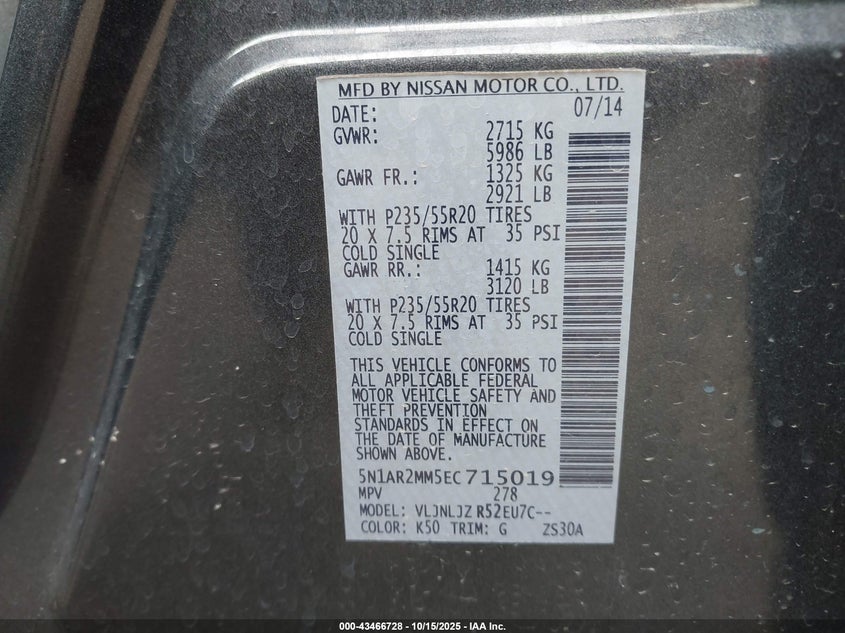 MFD BY NISSAN MOTOR CO., LTD.
DATE: 07/14
GVWR: 2715 KG
5986 LB
GAWR FR.: 1325 KG
2921 LB
WITH P235/55R20 TIRES
20 X 7.5 RIMS AT 35 PSI
COLD SINGLE
GAWR RR.: 1415 KG
3120 LB
WITH P235/55R20 TIRES
20 X 7.5 RIMS AT 35 PSI
COLD SINGLE
THIS VEHICLE CONFORMS TO
ALL APPLICABLE FEDERAL
MOTOR VEHICLE SAFETY AND
THEFT PREVENTION
STANDARDS IN EFFECT ON
THE DATE OF MANUFACTURE
SHOWN ABOVE.
5N1AR2MM5EC 715019
MPV 278
MODEL: VLJNLJZ R52EU7C--
COLOR: K50 TRIM: G ZS30A
000-43466728 - 10/15/2025 - IAA Inc.